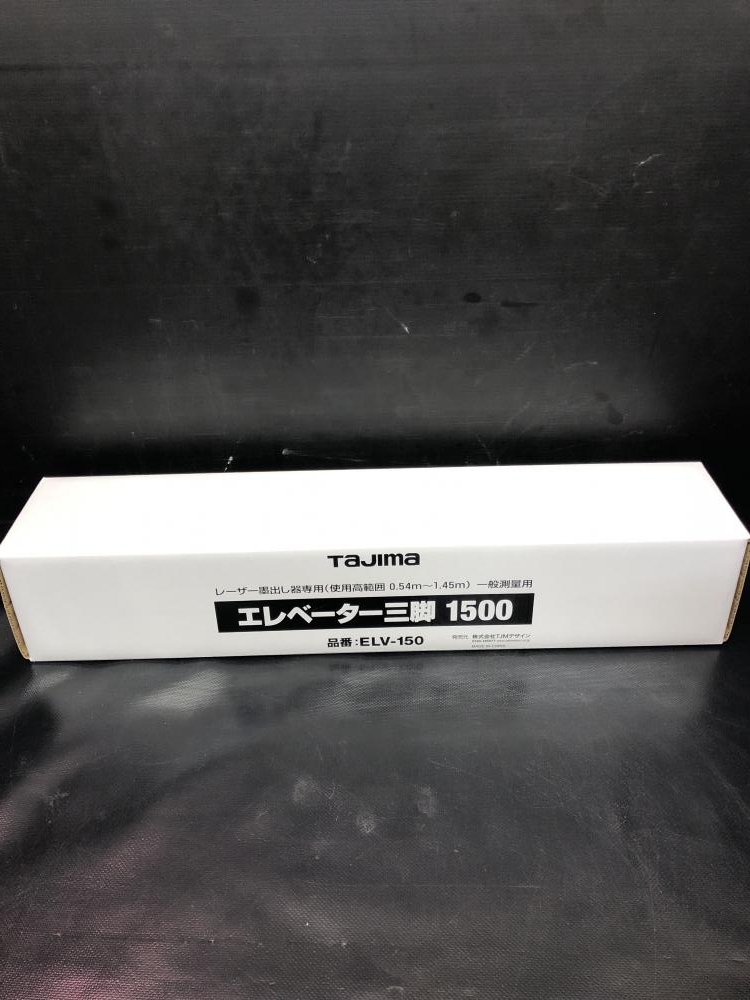 TAJIMA
レーザー墨出し器専用(使用高範囲 0.54m～1.45m) 一般測量用
エレベーター三脚 1500
品番:ELV-150
発売元 株式会社TJMデザイン